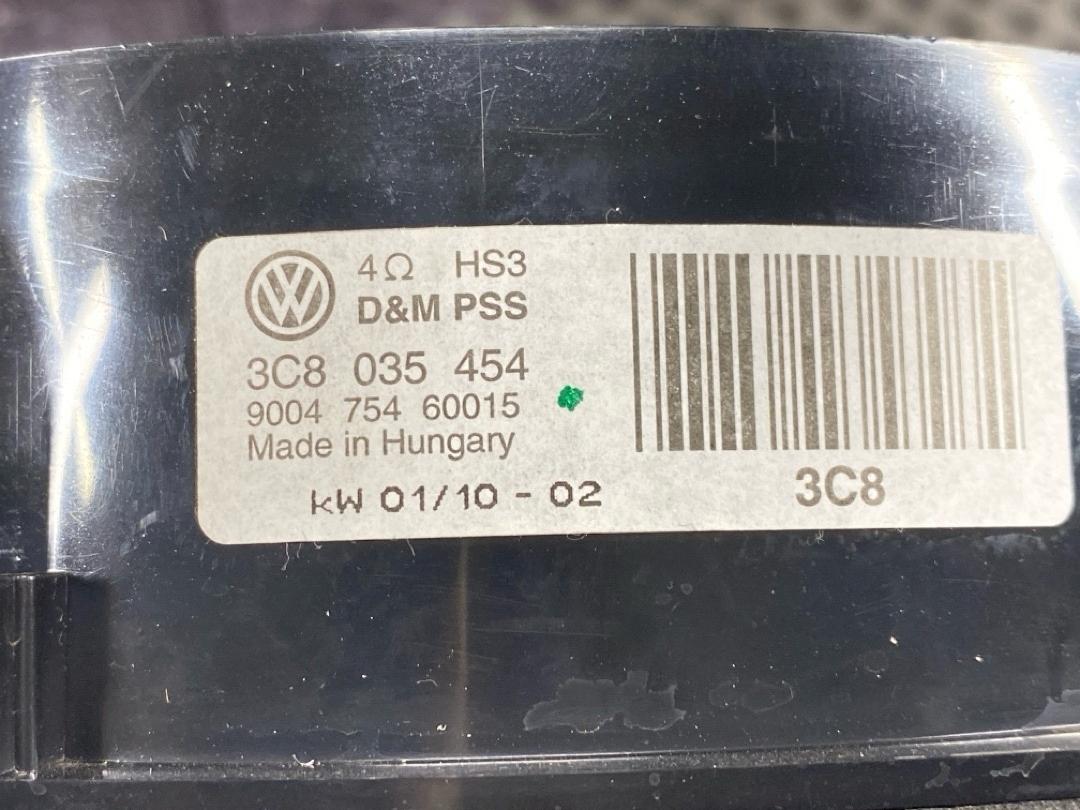 4Ω HS3
D&M PSS
3C8 035 454
9004 754 60015
Made in Hungary
kW 01/10 - 02
3C8